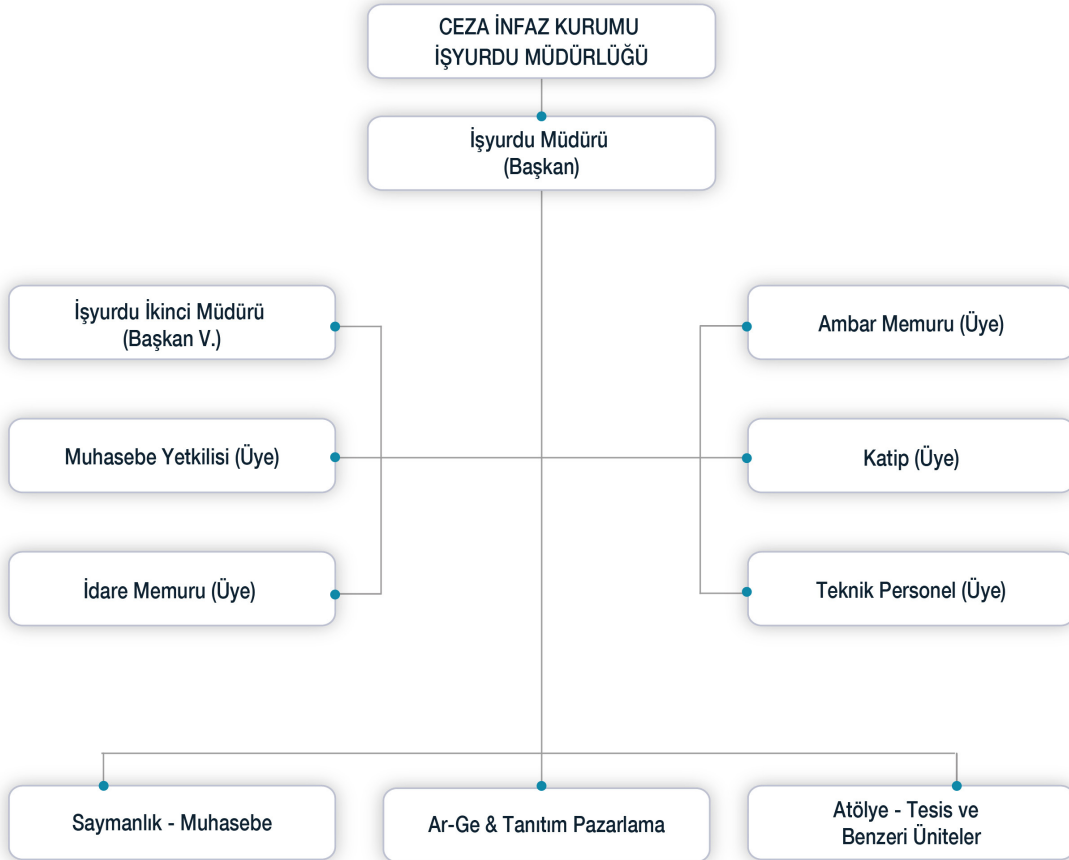 CEZA İNFAZ KURUMU
İŞYURDU MÜDÜRLÜĞÜ
İşyurdu Müdürü
(Başkan)
İşyurdu İkinci Müdürü
(Başkan V.)
Ambar Memuru (Üye)
Muhasebe Yetkilisi (Üye)
Katip (Üye)
İdare Memuru (Üye)
Teknik Personel (Üye)
Saymanlık - Muhasebe
Ar-Ge & Tanıtım Pazarlama
Atölye - Tesis ve
Benzeri Üniteler